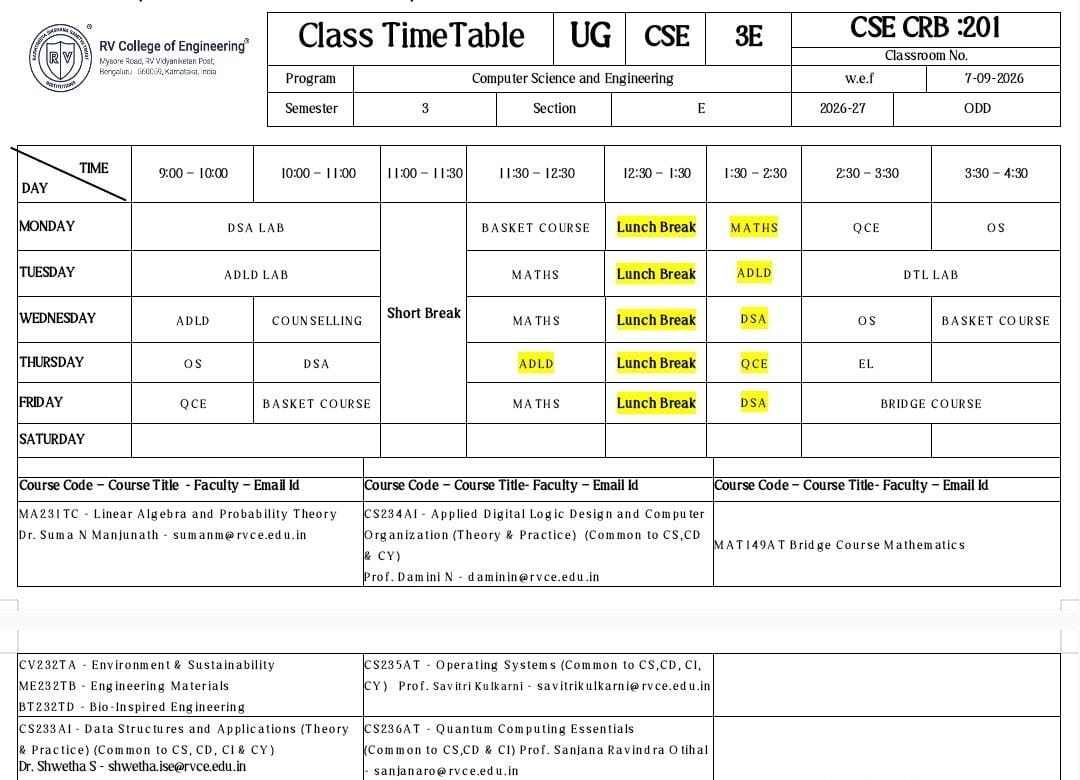 RV College of Engineering®
Mysore Road, RV Vidyaniketan Post,
Bengaluru - 560059, Karnataka, India
Class TimeTable UG CSE 3E CSE CRB :201
Classroom No.
Program Computer Science and Engineering w.e.f 7-09-2026
Semester 3 Section E 2026-27 ODD
TIME
DAY
9:00 – 10:00 10:00 – 11:00 11:00 – 11:30 11:30 – 12:30 12:30 – 1:30 1:30 – 2:30 2:30 – 3:30 3:30 – 4:30
MONDAY DSA LAB BASKET COURSE Lunch Break MATHS QCE OS
TUESDAY ADLD LAB MATHS Lunch Break ADLD DTL LAB
Short Break
WEDNESDAY ADLD COUNSELLING MATHS Lunch Break DSA OS BASKET COURSE
THURSDAY OS DSA ADLD Lunch Break QCE EL
FRIDAY QCE BASKET COURSE MATHS Lunch Break DSA BRIDGE COURSE
SATURDAY
Course Code – Course Title - Faculty – Email Id
MA231TC - Linear Algebra and Probability Theory
Dr. Suma N Manjunath - sumanm@rvce.edu.in
Course Code – Course Title- Faculty – Email Id
CS234AI - Applied Digital Logic Design and Computer
Organization (Theory & Practice) (Common to CS,CD
& CY)
Prof. Damini N - daminin@rvce.edu.in
Course Code – Course Title- Faculty – Email Id
MAT149AT Bridge Course Mathematics
CV232TA - Environment & Sustainability
ME232TB - Engineering Materials
BT232TD - Bio-Inspired Engineering
CS235AT - Operating Systems (Common to CS,CD, CI,
CY) Prof. Savitri Kulkarni - savitrikulkarni@rvce.edu.in
CS233AI - Data Structures and Applications (Theory
& Practice) (Common to CS, CD, CI & CY)
Dr. Shwetha S - shwetha.ise@rvce.edu.in
CS236AT - Quantum Computing Essentials
(Common to CS,CD & CI) Prof. Sanjana Ravindra Otihal
- sanjanaro@rvce.edu.in